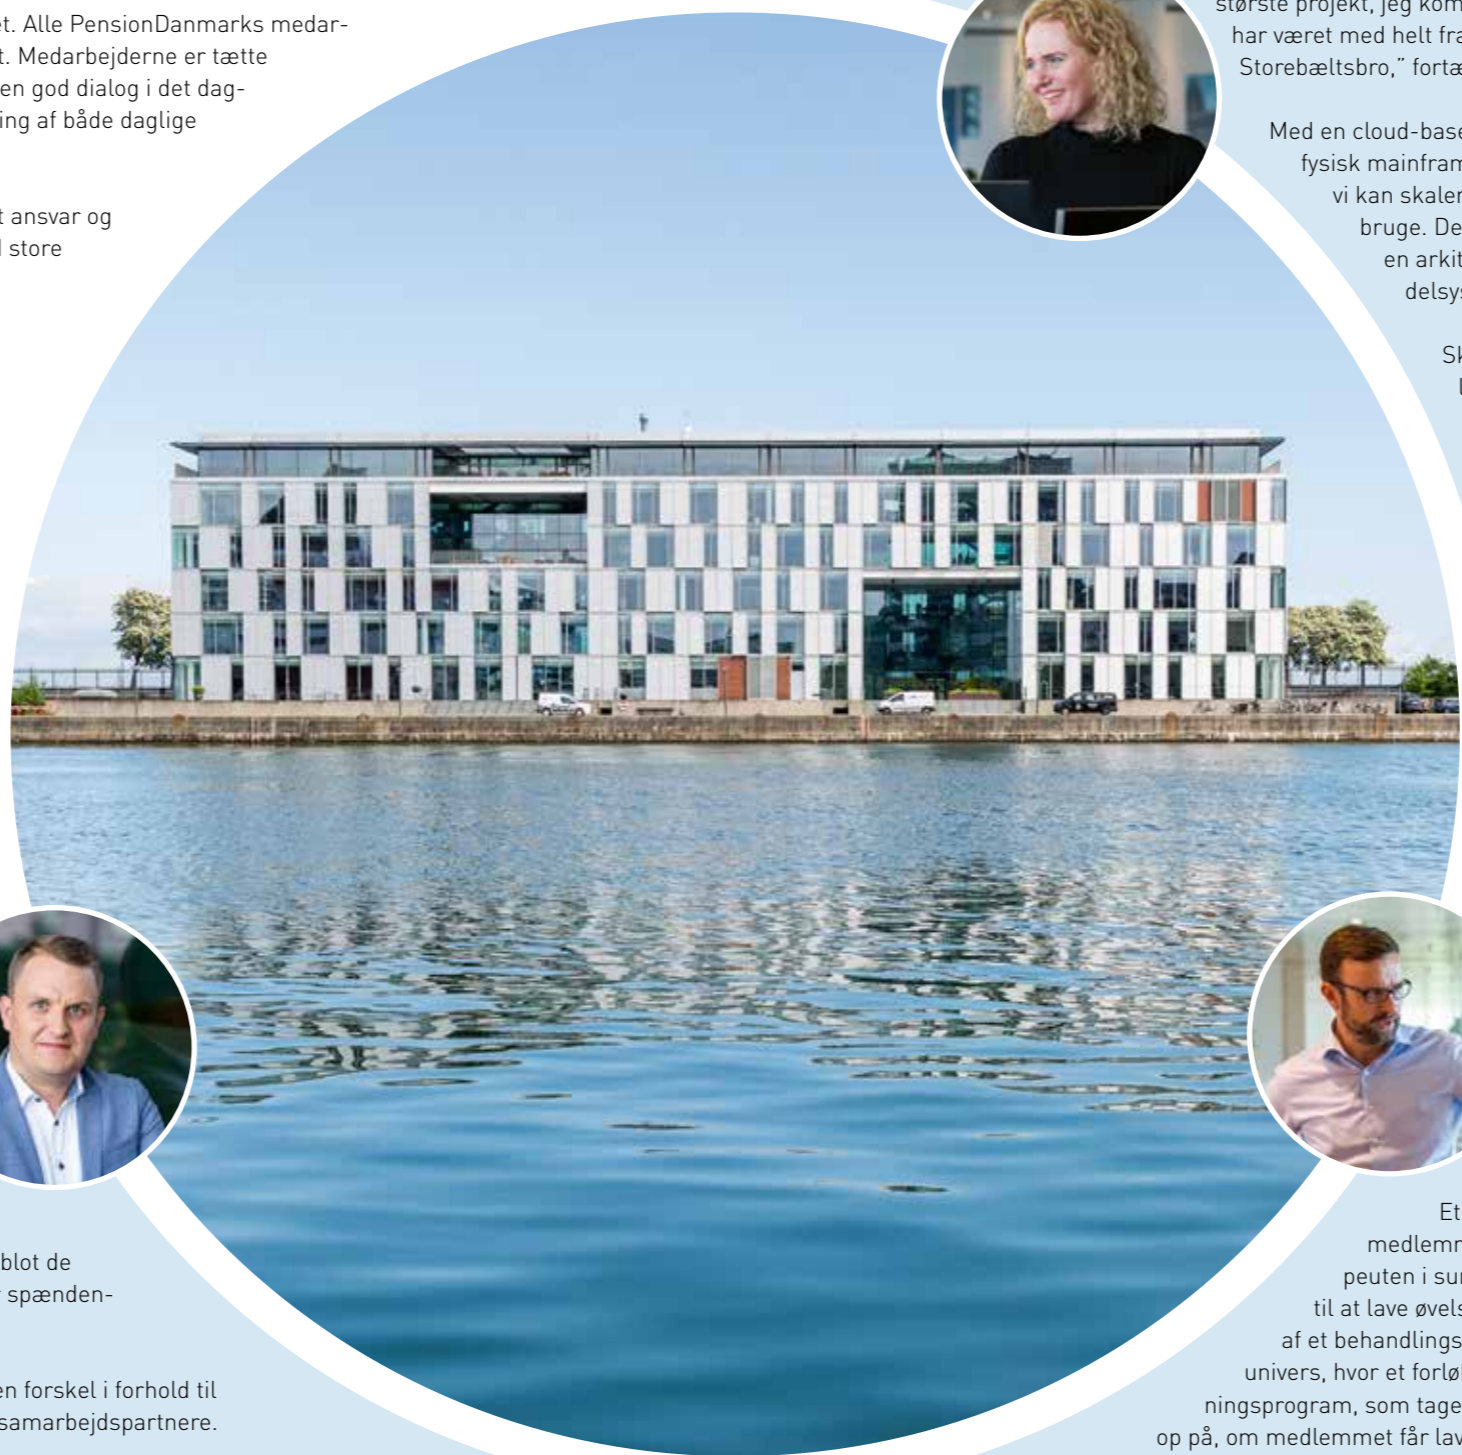 et. Alle PensionDanmarks medar-
t. Medarbejderne er tætte
en god dialog i det dag-
ing af både daglige
t ansvar og
d store
blot de
r spænden-
en forskel i forhold til
samarbejdspartnere.
største projekt, jeg kom
har været med helt fra
Storebæltsbro,” fortæ
Med en cloud-base
fysisk mainfram
vi kan skaler
bruge. De
en arkit
delsys
Sk
l
Et
medlemm
peuten i sun
til at lave øvels
af et behandlings
univers, hvor et forløb
ningsprogram, som tage
op på, om medlemmet får lav